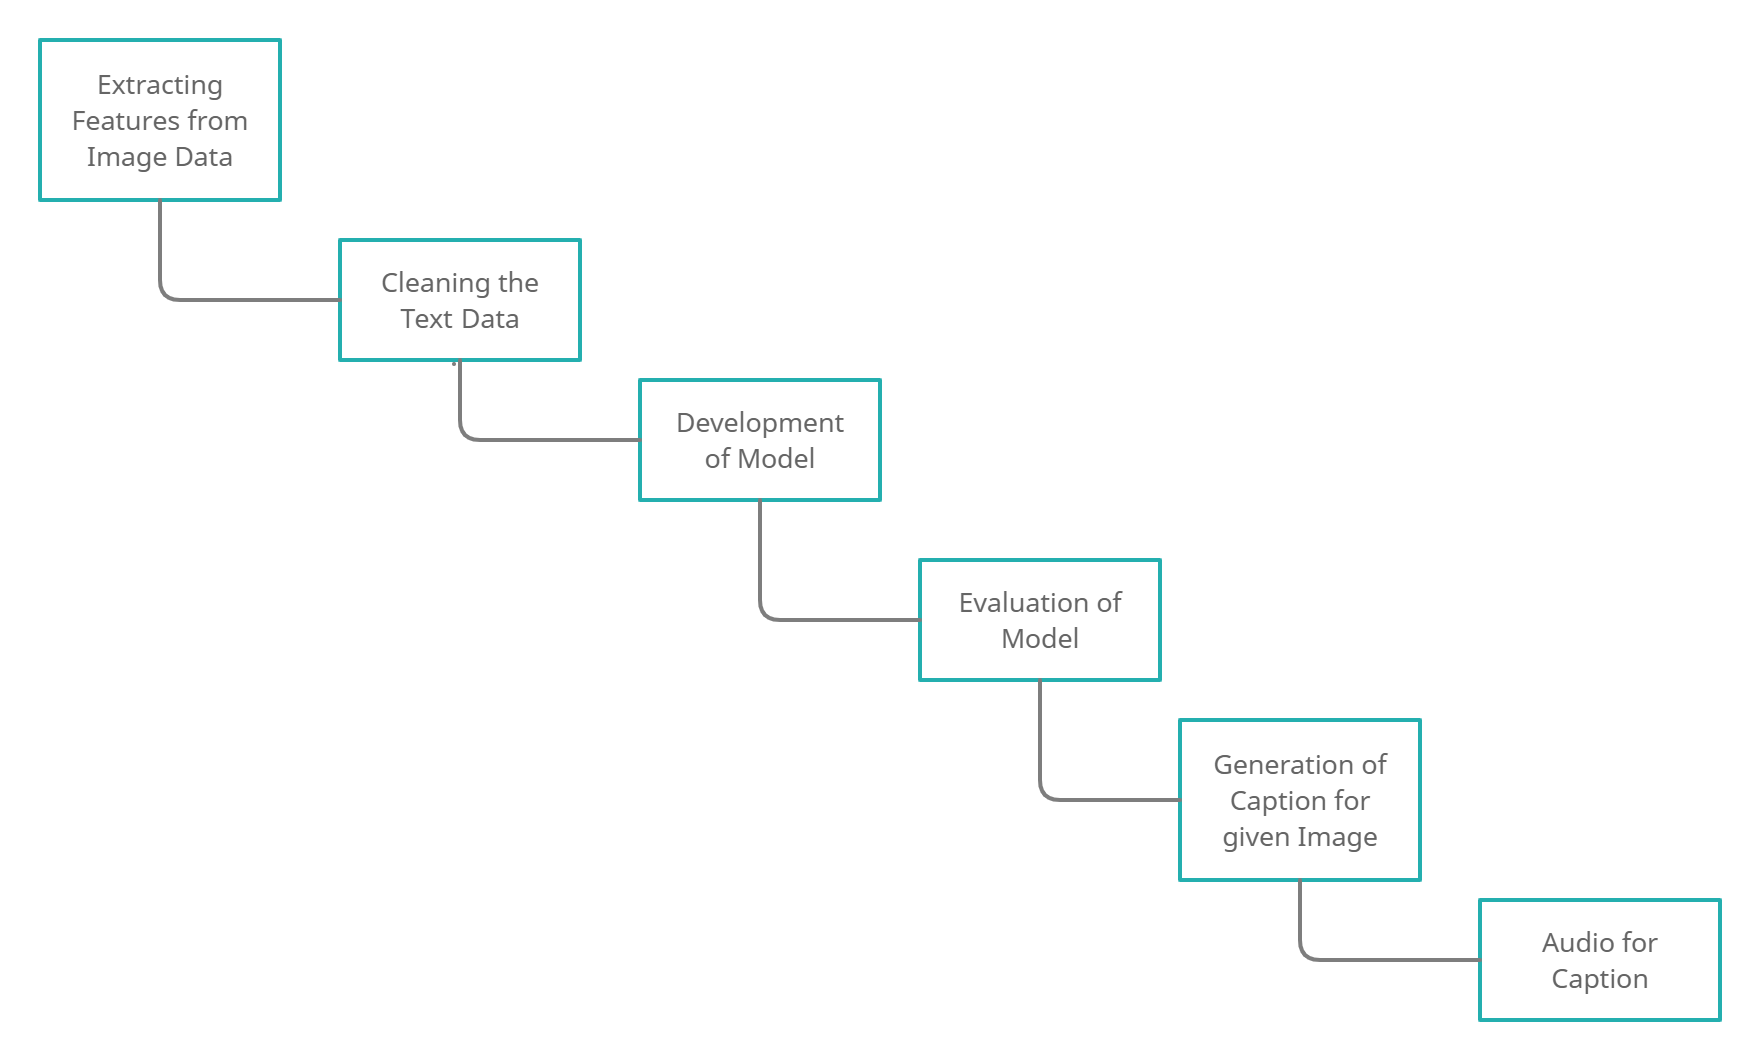 Extracting
Features from
Image Data
Cleaning the
Text Data
Development
of Model
Evaluation of
Model
Generation of
Caption for
given Image
Audio for
Caption